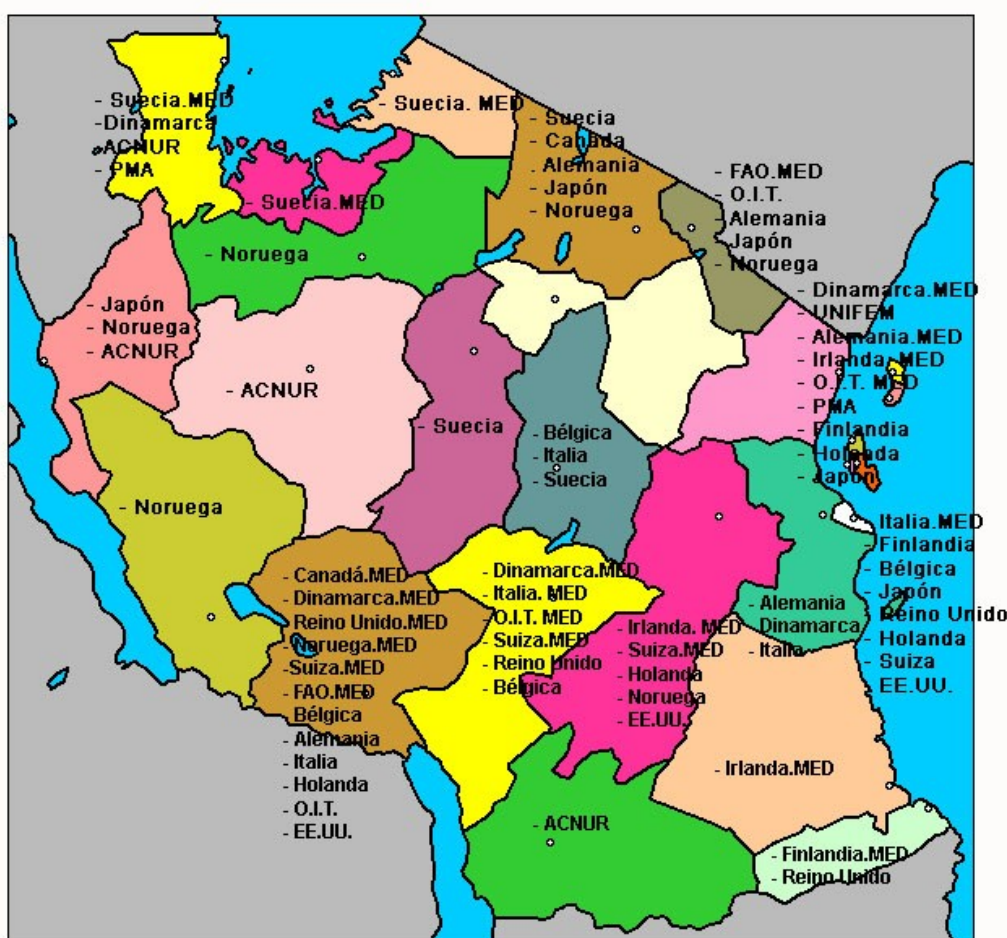 - Suecia.MED
-Dinamarca
-ACNUR
- PMA
- Suecia. MED
- Suecia
- Canada
. Alemania
- Japón
- Noruega
- FAO.MED
- O.I.T.
- Alemania
- Japón
- Noruega
- Suecia.MED
- Noruega
- Japón
- Noruega
- ACNUR
- ACNUR
- Suecia
- Bélgica
- Italia
- Suecia
- Dinamarca.MED
- UNIFEM
- Alemania.MED
- Irlanda. MED
- O.I.T. MED
- PMA
- Finlandia
- Holanda
- Japón
- Noruega
- Italia.MED
- Finlandia
- Bélgica
- Japón
- Reino Unido
- Holanda
- Suiza
EE.UU.
- Canadá.MED
- Dinamarca.MED
- Reino Unido.MED
- Noruega.MED
-Suiza.MED
- FAO.MED
- Bélgica
- Alemania
- Italia
- Holanda
- O.I.T.
- EE.UU.
- Dinamarca.MED
- Italia. MED
- O.I.T. MED
- Suiza.MED
- Reino Unido
- Bélgica
- Irlanda. MED
- Suiza.MED
- Holanda
- Noruega
- EE.UU.
- Alemania
Dinamarca
- Italia
- Irlanda.MED
- ACNUR
- Finlandia.MED
- Reino Unido